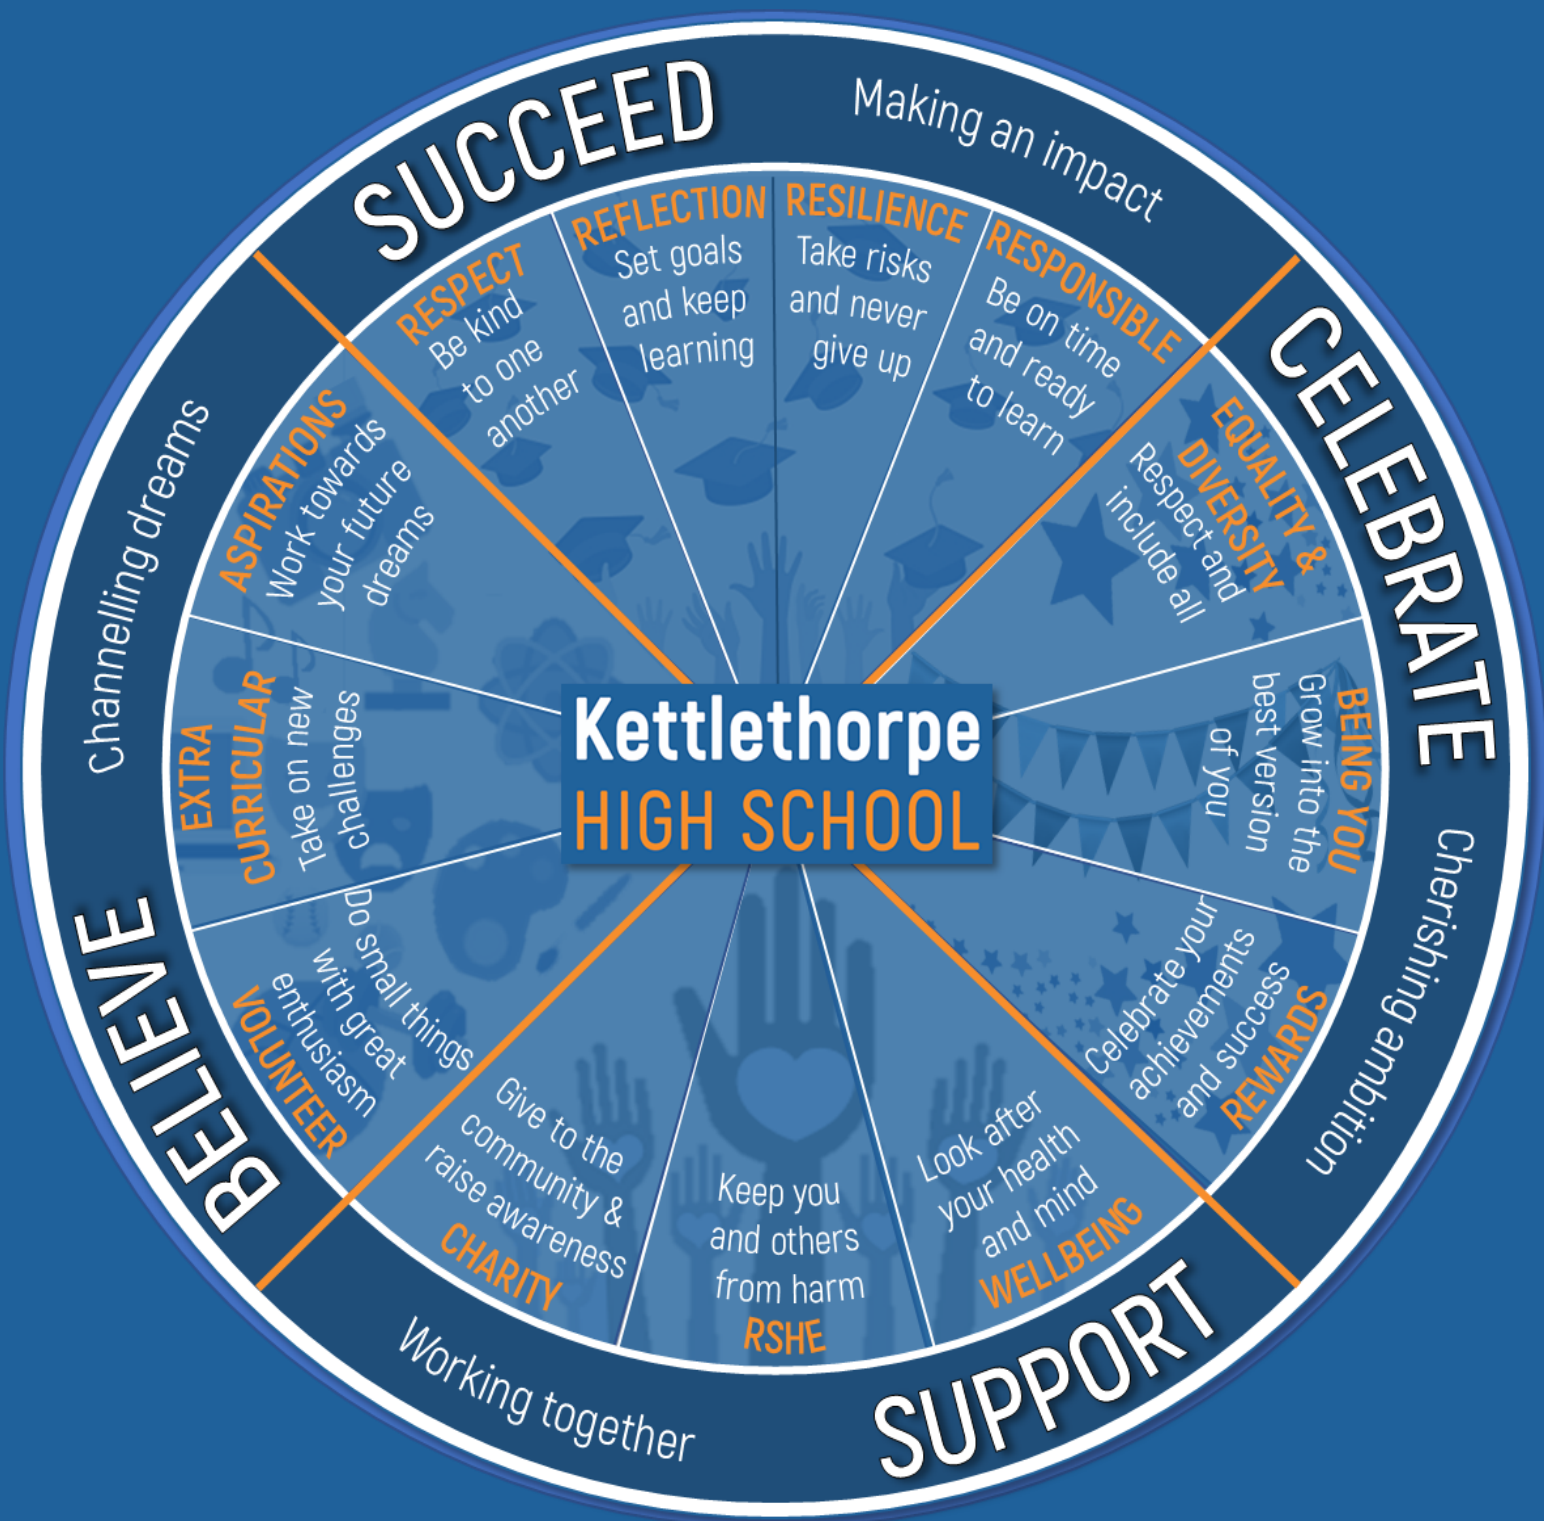 SUCCEED
Making an impact
RESPECT
Be kind
to one
another
REFLECTION
Set goals
and keep
learning
RESILIENCE
Take risks
and never
give up
RESPONSIBLE
Be on time
and ready
to learn
CELEBRATE
Cherishing ambition
EQUALITY &
DIVERSITY
Respect and
include all
BEING YOU
Grow into the
best version
of you
Celebrate your
achievements
and success
REWARDS
SUPPORT
Working together
Look after
your health
and mind
WELLBEING
Keep you
and others
from harm
RSHE
Give to the
community &
raise awareness
CHARITY
BELIEVE
Channelling dreams
Do small things
with great
enthusiasm
VOLUNTEER
EXTRA
CURRICULAR
Take on new
challenges
ASPIRATIONS
Work towards
your future
dreams
Kettlethorpe
HIGH SCHOOL